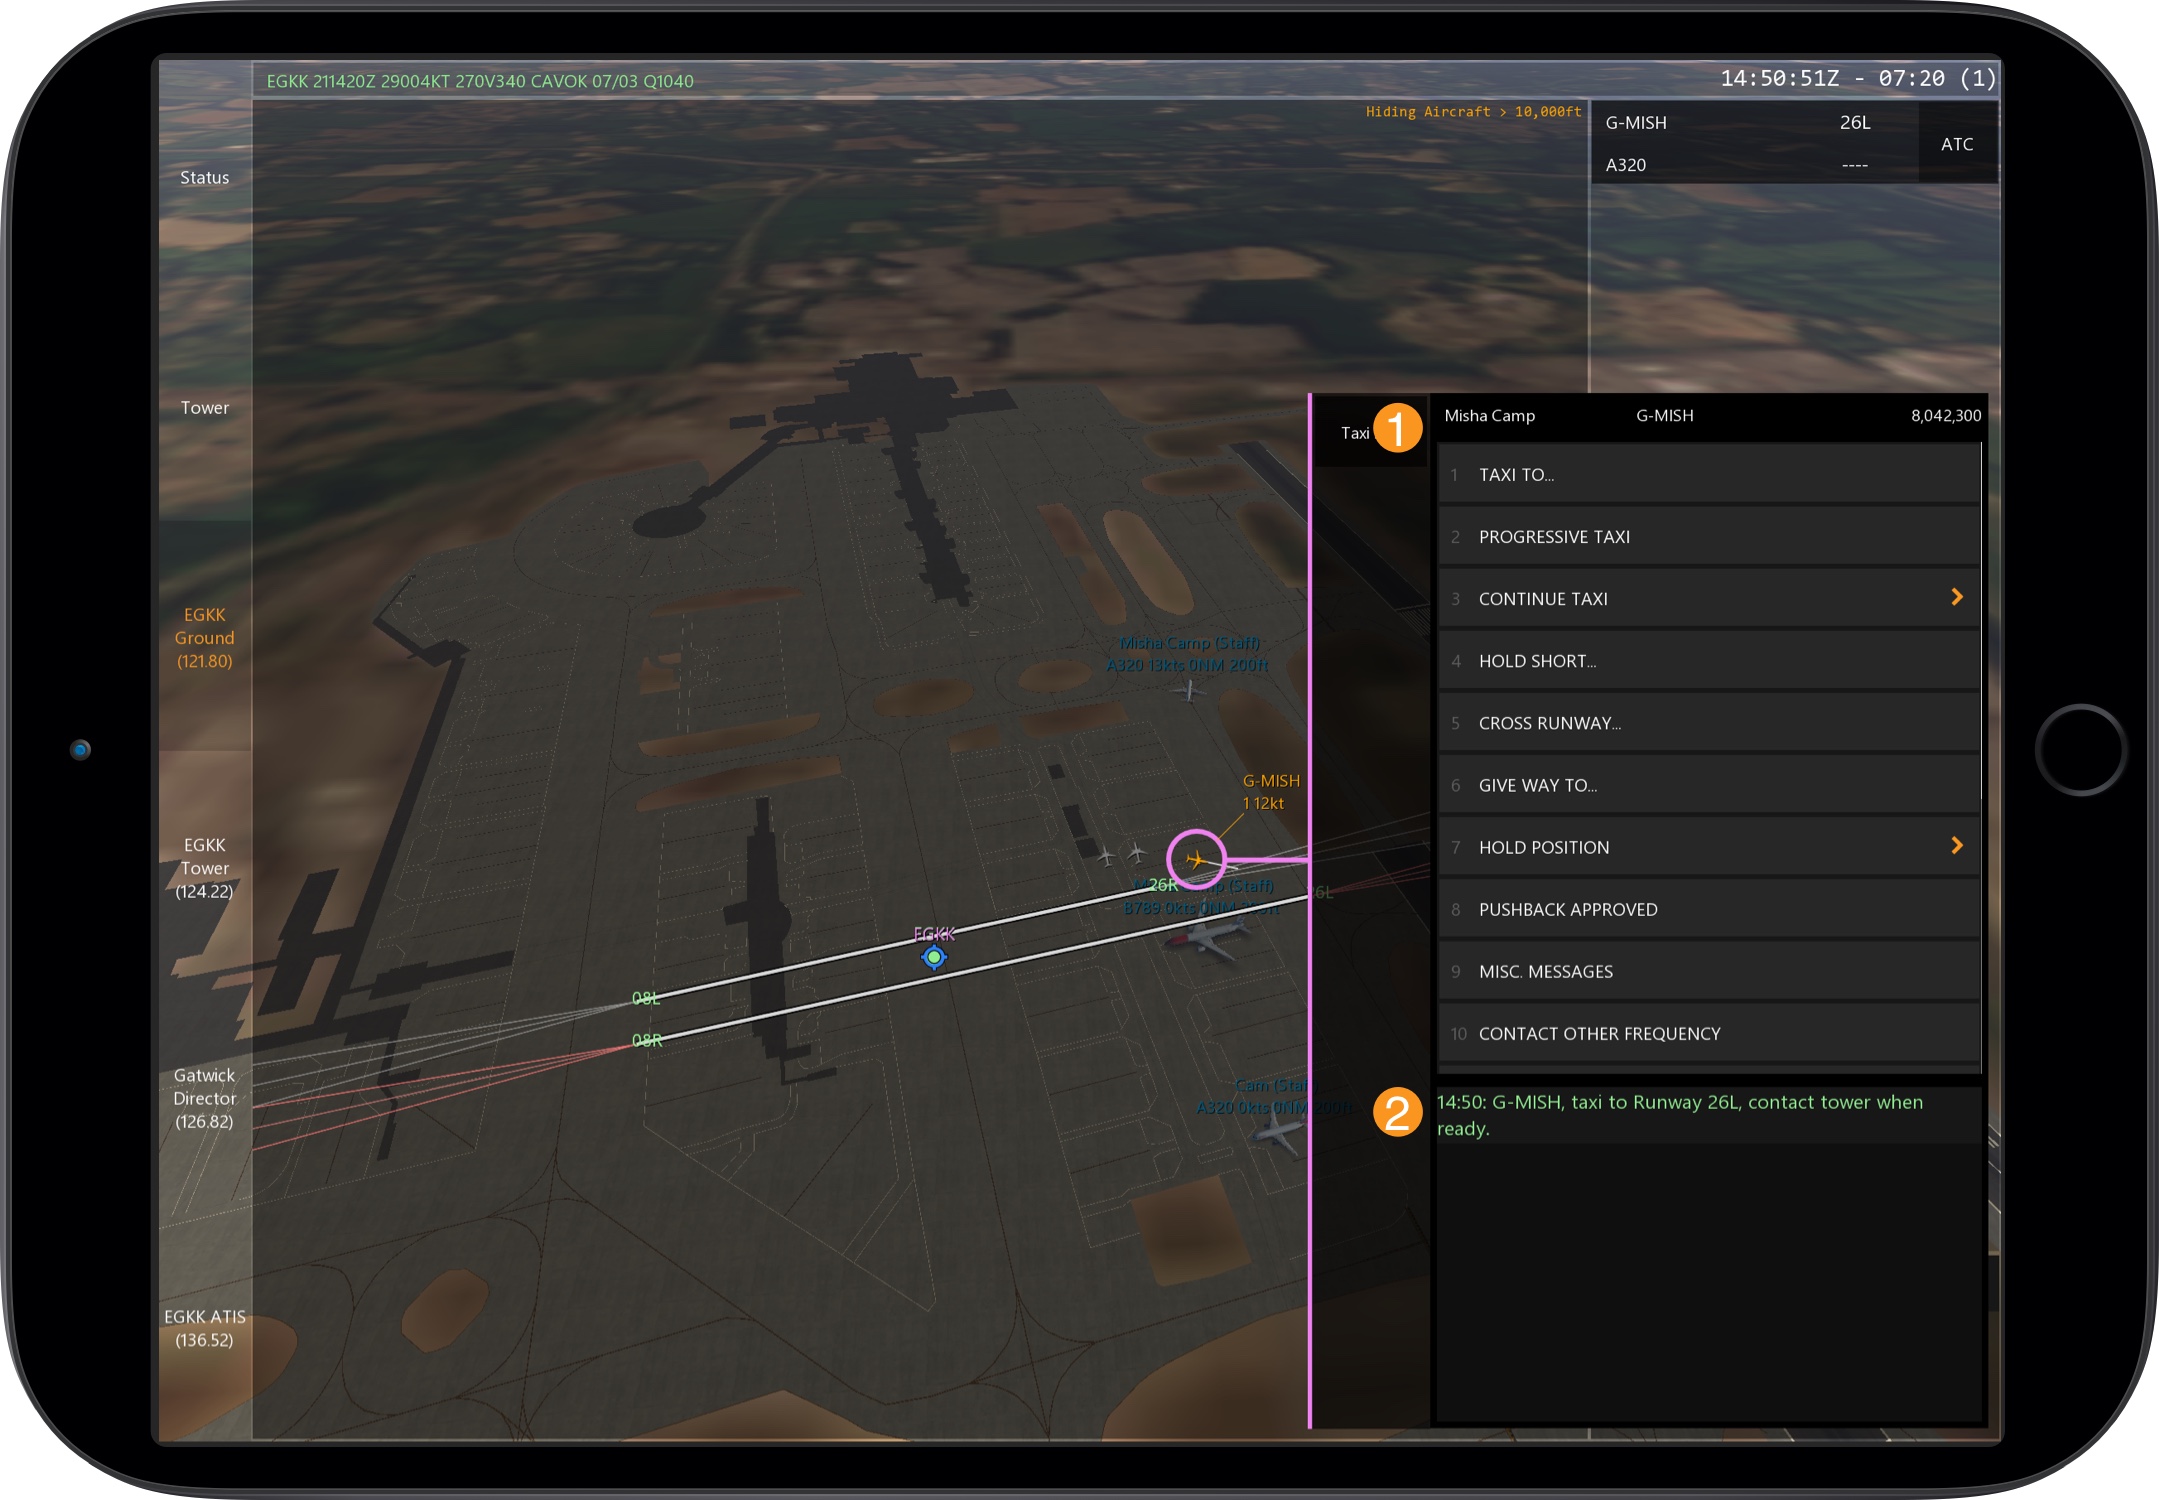 EGKK 211420Z 29004KT 270V340 CAVOK 07/03 Q1040
14:50:51Z - 07:20 (1)
Hiding Aircraft > 10,000ft
G-MISH 26L
ATC
A320 ----
Status
Tower
EGKK
Ground
(121.80)
EGKK
Tower
(124.22)
Gatwick
Director
(126.82)
EGKK ATIS
(136.52)
Misha Camp (Staff)
A320 13kts 0NM 200ft
G-MISH
1 12kt
26R
(Staff)
B789 0kts 0NM
26L
EGKK
08L
08R
Cam (Staff)
A320 0kts 0NM 200ft
Taxi
1
Misha Camp G-MISH 8,042,300
1 TAXI TO...
2 PROGRESSIVE TAXI
3 CONTINUE TAXI
4 HOLD SHORT...
5 CROSS RUNWAY...
6 GIVE WAY TO...
7 HOLD POSITION
8 PUSHBACK APPROVED
9 MISC. MESSAGES
10 CONTACT OTHER FREQUENCY
2
14:50: G-MISH, taxi to Runway 26L, contact tower when
ready.